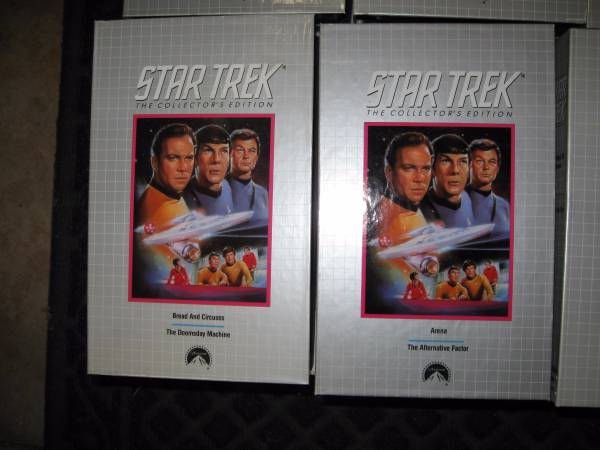 STAR TREK
THE COLLECTOR'S EDITION
Bread And Circuses
The Doomsday Machine
STAR TREK
THE COLLECTOR'S EDITION
Arena
The Alternative Factor